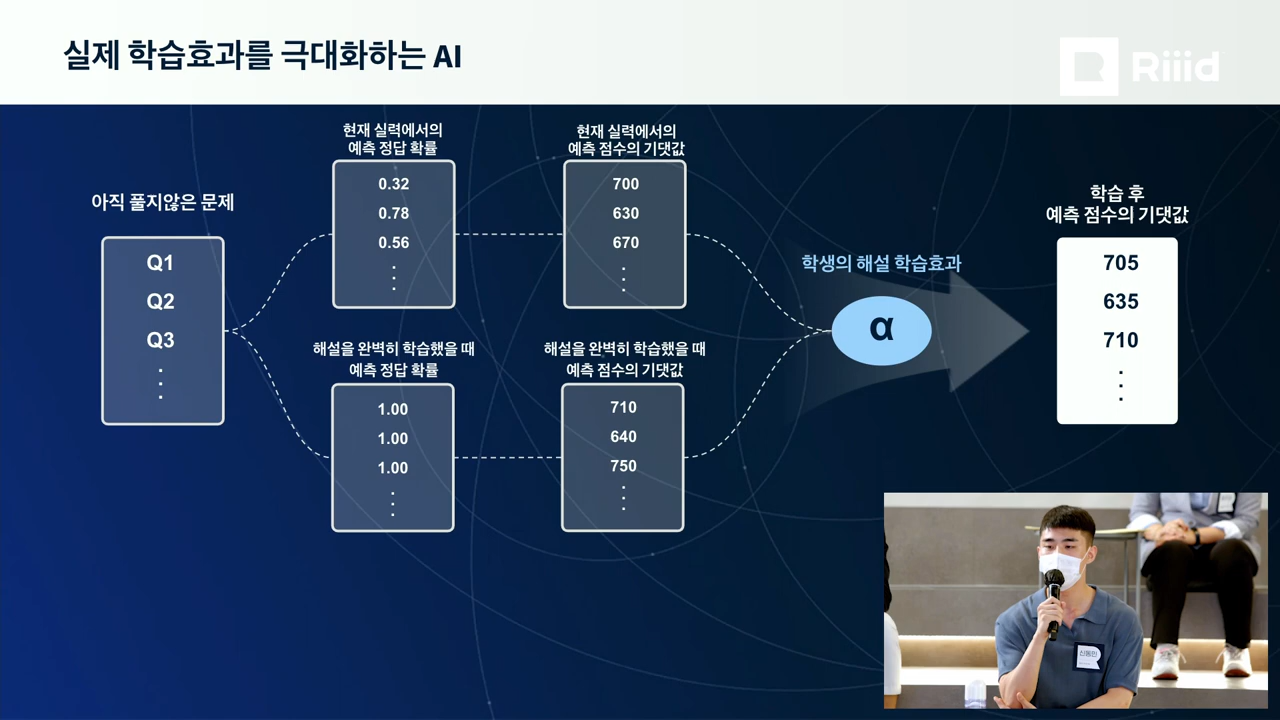 실제 학습효과를 극대화하는 AI
Riiid
아직 풀지않은 문제
Q1
Q2
Q3
현재 실력에서의
예측 정답 확률
0.32
0.78
0.56
현재 실력에서의
예측 점수의 기댓값
700
630
670
해설을 완벽히 학습했을 때
예측 정답 확률
1.00
1.00
1.00
해설을 완벽히 학습했을 때
예측 점수의 기댓값
710
640
750
학생의 해설 학습효과
α
학습 후
예측 점수의 기댓값
705
635
710
신동민